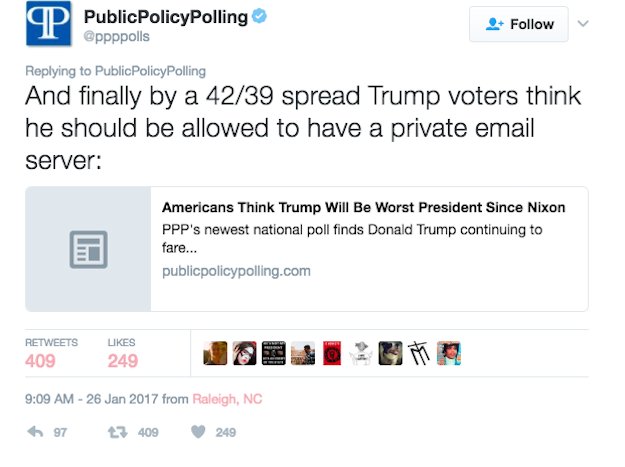 PublicPolicyPolling
@ppppolls
Follow
Replying to PublicPolicyPolling
And finally by a 42/39 spread Trump voters think
he should be allowed to have a private email
server:
Americans Think Trump Will Be Worst President Since Nixon
PPP's newest national poll finds Donald Trump continuing to
fare...
publicpolicypolling.com
RETWEETS LIKES
409 249
9:09 AM - 26 Jan 2017 from Raleigh, NC
97 409 249